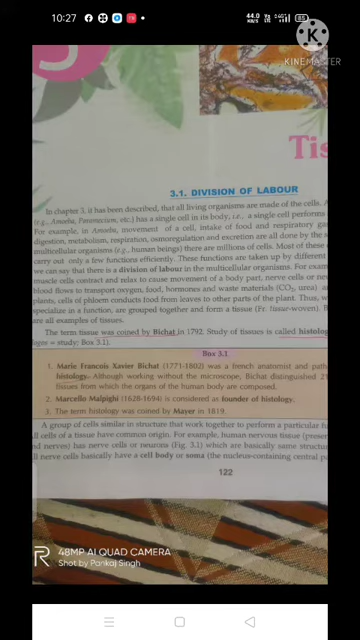 10:27
44.0 KB/S
K
KINEMASTER
3
Tis
3.1. DIVISION OF LABOUR
In chapter 3, it has been described, that all living organisms are made of the cells. A
(e.g., Amoeba, Paramecium, etc.) has a single cell in its body, i.e., a single cell performs
For example, in Amoeba, movement of a cell, intake of food and respiratory ga
digestion, metabolism, respiration, osmoregulation and excretion are all done by the s
multicellular organisms (e.g., human beings) there are millions of cells. Most of these
carry out only a few functions efficiently. These functions are taken up by different
we can say that there is a division of labour in the multicellular organisms. For exam
muscle cells contract and relax to cause movement of a body part, nerve cells or neu
blood flows to transport oxygen, food, hormones and waste materials (CO2, urea) a
plants, cells of phloem conducts food from leaves to other parts of the plant. Thus, w
specialize in a function, are grouped together and form a tissue (Fr. tissu-woven). B
are all examples of tissues.
The term tissue was coined by Bichat in 1792. Study of tissues is called histolog
logos = study; Box 3.1).
Box 3.1
1. Marie Francois Xavier Bichat (1771-1802) was a french anatomist and path
histology. Although working without the microscope, Bichat distinguished 21
tissues from which the organs of the human body are composed.
2. Marcello Malpighi (1628-1694) is considered as founder of histology.
3. The term histology was coined by Mayer in 1819.
A group of cells similar in structure that work together to perform a particular fu
All cells of a tissue have common origin. For example, human nervous tissue (presen
nd nerves) has nerve cells or neurons (Fig. 3.1) which are basically same structur
ll nerve cells basically have a cell body or soma (the nucleus-containing central pa
122
R
48MP AI QUAD CAMERA
Shot by Pankaj Singh